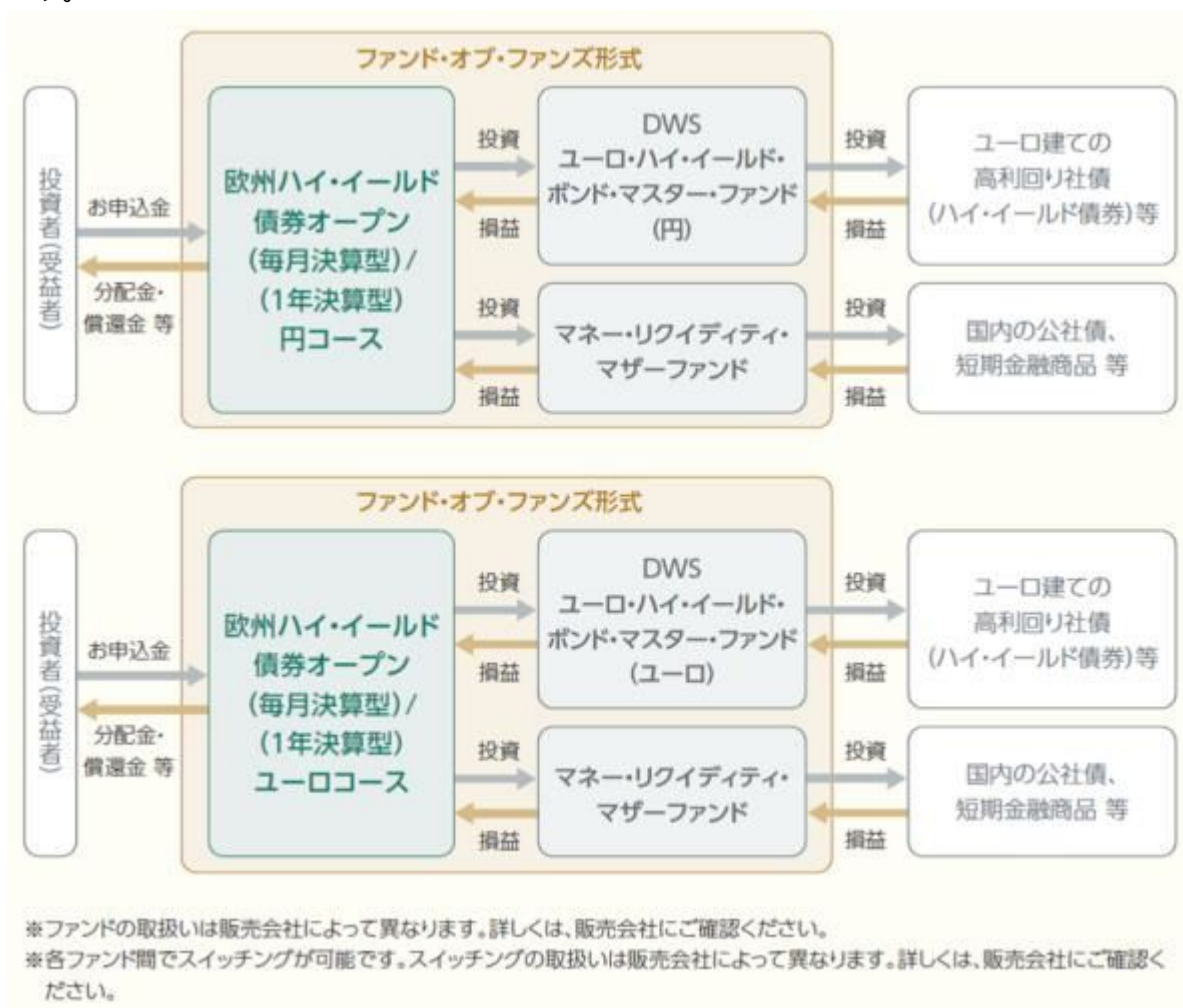 す。
ファンド・オブ・ファンズ形式
投資者(受益者)
お申込金
分配金・
償還金 等
欧州ハイ・イールド
債券オープン
(毎月決算型)/
(1年決算型)
円コース
投資
損益
投資
損益
DWS
ユーロ・ハイ・イールド・
ボンド・マスター・ファンド
(円)
マネー・リクイディティ・
マザーファンド
投資
損益
投資
損益
ユーロ建ての
高利回り社債
(ハイ・イールド債券)等
国内の公社債、
短期金融商品 等
ファンド・オブ・ファンズ形式
投資者(受益者)
お申込金
分配金・
償還金 等
欧州ハイ・イールド
債券オープン
(毎月決算型)/
(1年決算型)
ユーロコース
投資
損益
投資
損益
DWS
ユーロ・ハイ・イールド・
ボンド・マスター・ファンド
(ユーロ)
マネー・リクイディティ・
マザーファンド
投資
損益
投資
損益
ユーロ建ての
高利回り社債
(ハイ・イールド債券)等
国内の公社債、
短期金融商品 等
※ファンドの取扱いは販売会社によって異なります。詳しくは、販売会社にご確認ください。
※各ファンド間でスイッチングが可能です。スイッチングの取扱いは販売会社によって異なります。詳しくは、販売会社にご確認く
ださい。